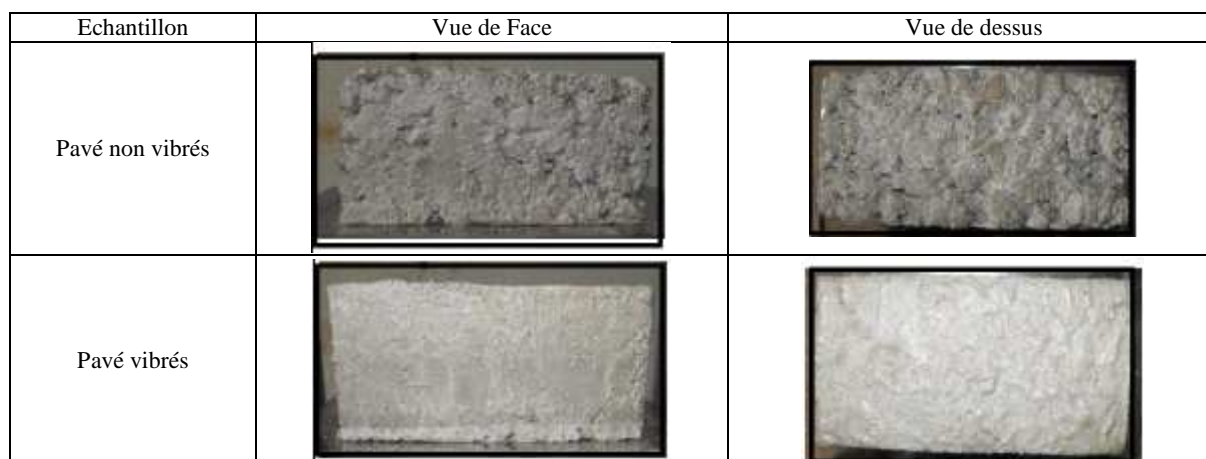 Echantillon
Vue de Face
Vue de dessus
Pavé non vibrés
Pavé vibrés